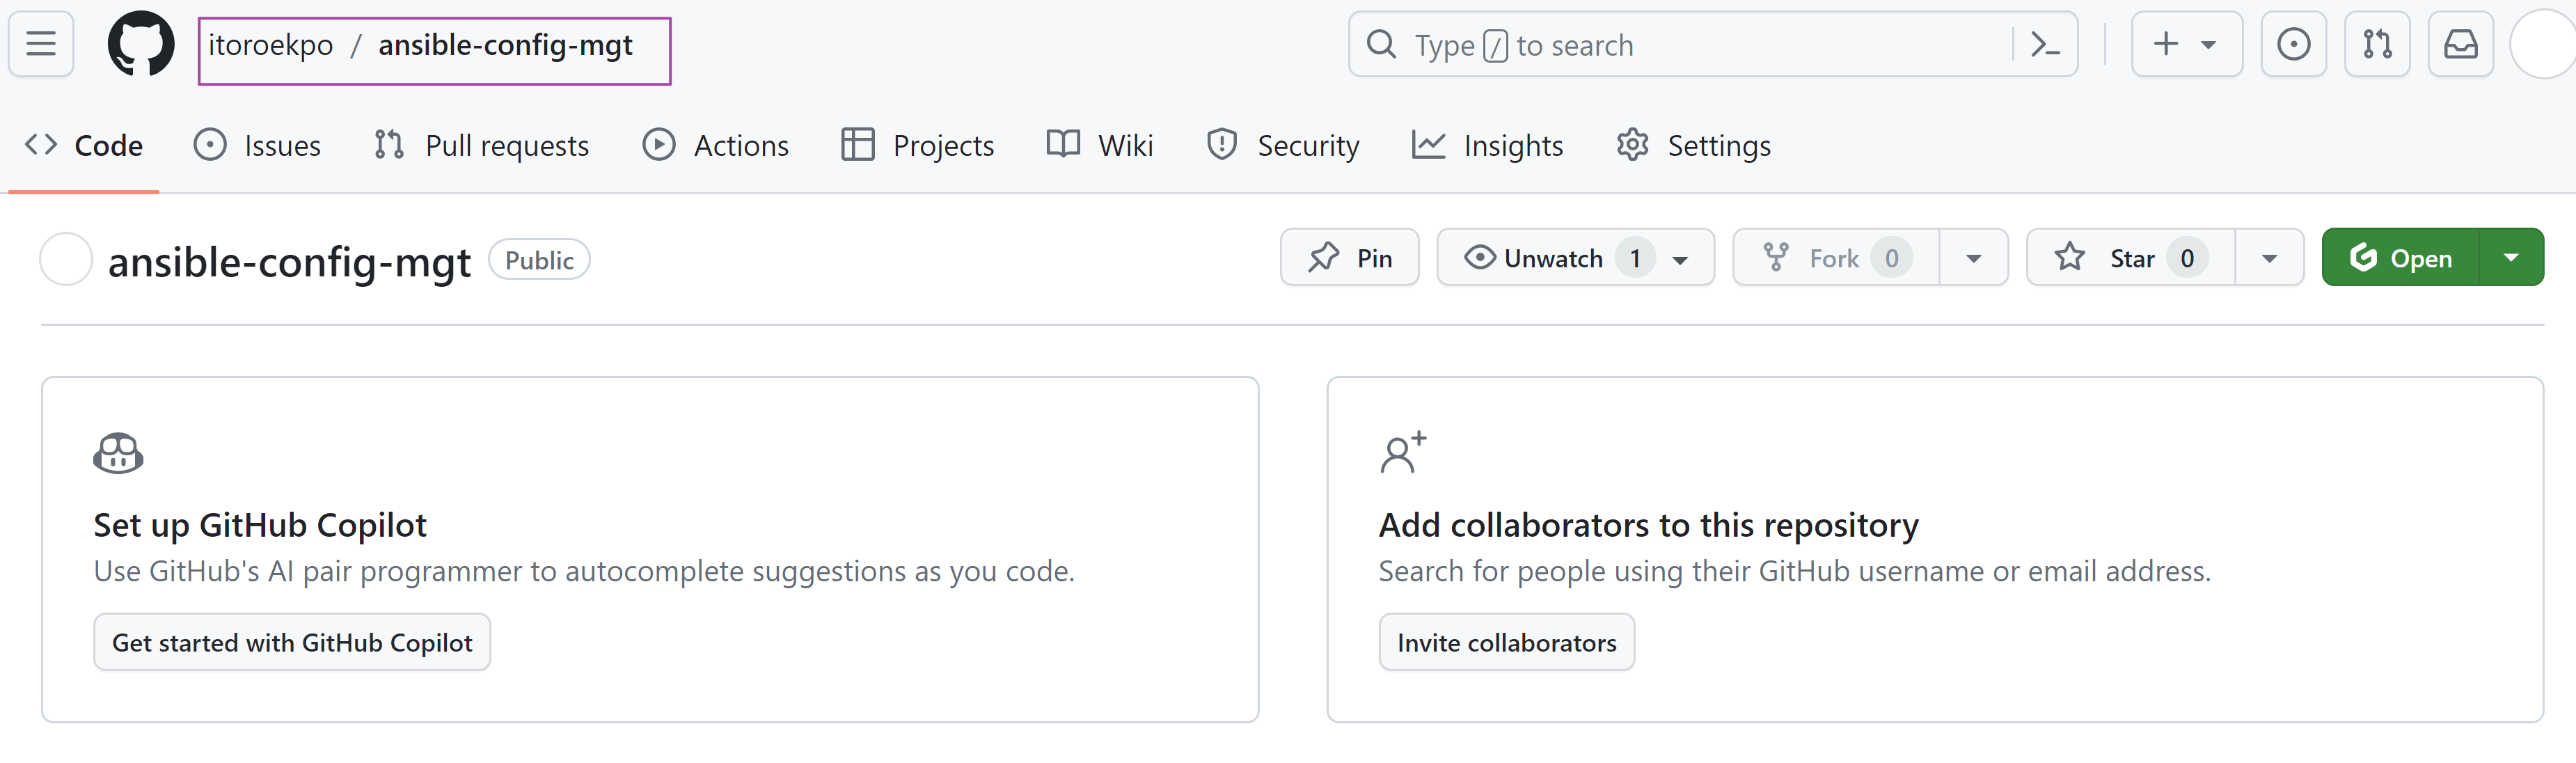 itoroekpo / ansible-config-mgt
Type / to search
Code Issues Pull requests Actions Projects Wiki Security Insights Settings
ansible-config-mgt Public
Pin Unwatch 1 Fork 0 Star 0 Open
Set up GitHub Copilot
Use GitHub's AI pair programmer to autocomplete suggestions as you code.
Get started with GitHub Copilot
Add collaborators to this repository
Search for people using their GitHub username or email address.
Invite collaborators